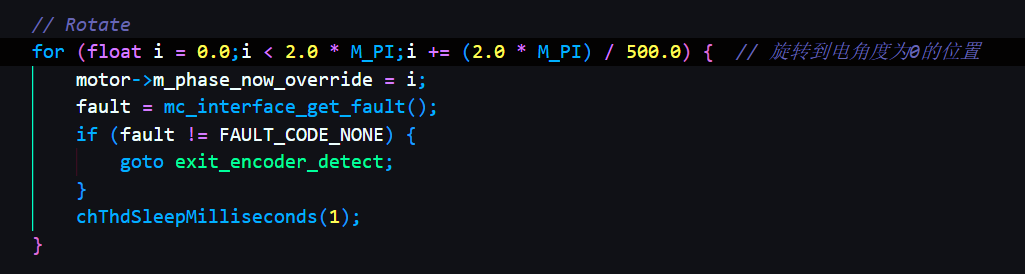 // Rotate
for (float i = 0.0;i < 2.0 * M_PI;i += (2.0 * M_PI) / 500.0) {  // 旋转到电角度为0的位置
    motor->m_phase_now_override = i;
    fault = mc_interface_get_fault();
    if (fault != FAULT_CODE_NONE) {
        goto exit_encoder_detect;
    }
    chThdSleepMilliseconds(1);
}